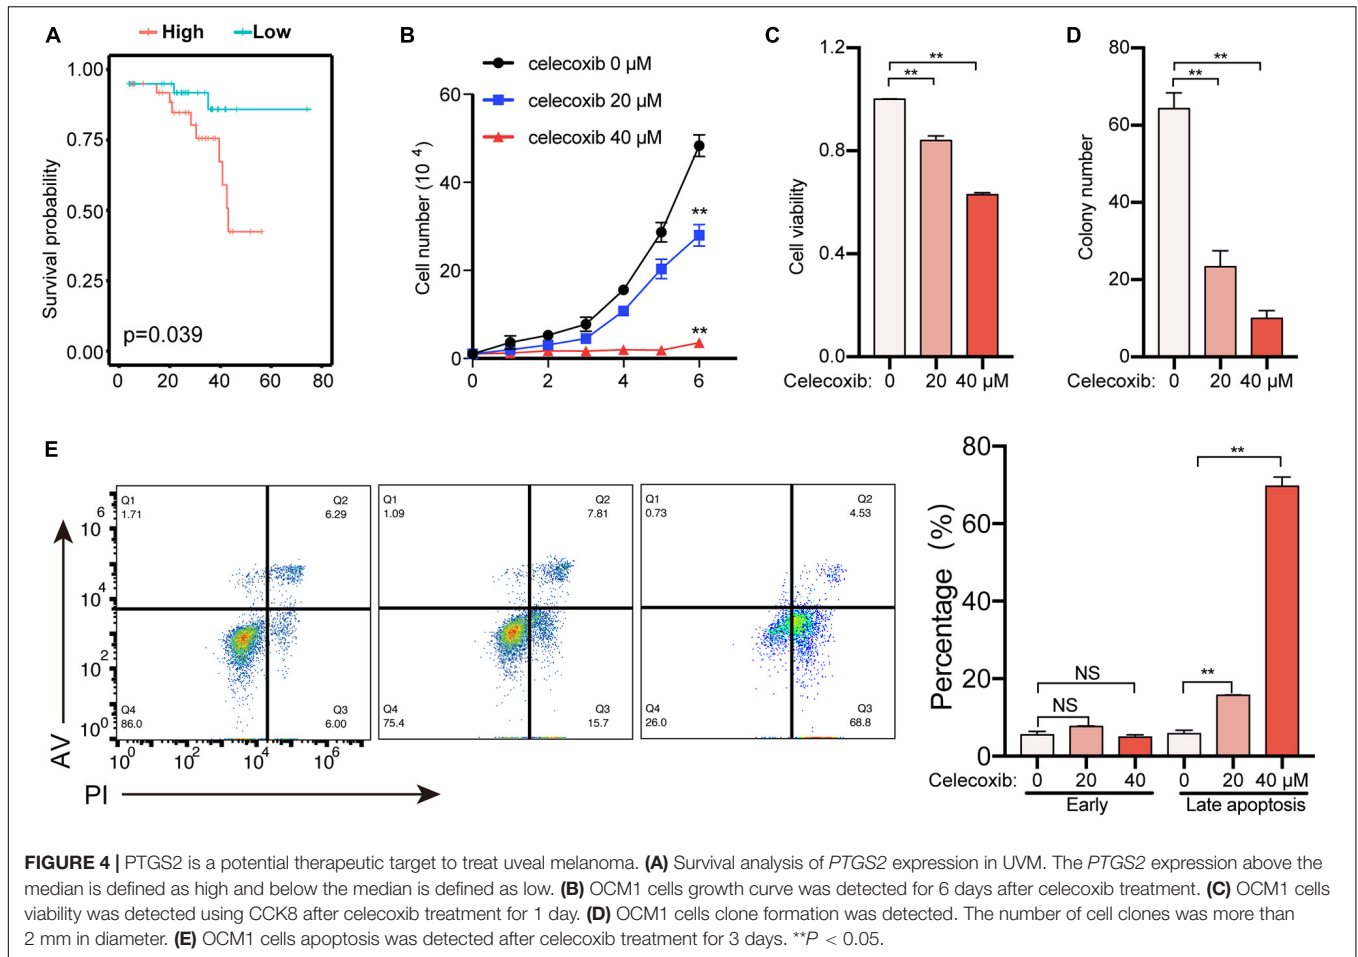 A
High Low
1.00
0.75
0.50
0.25
0.00
Survival probability
p=0.039
0 20 40 60 80
B
celecoxib 0 µM
celecoxib 20 µM
celecoxib 40 µM
60
40
20
0
Cell number (10 4)
**
**
0 2 4 6
C
1.2
0.8
0.4
0.0
Cell viability
**
**
Celecoxib: 0 20 40 µM
D
80
60
40
20
0
Colony number
**
**
Celecoxib: 0 20 40 µM
E
Q1
1.71
Q2
6.29
Q4
86.0
Q3
6.00
10 6
10 4
10 2
10 0
10 0 10 2 10 4 10 6
AV
PI
Q1
1.09
Q2
7.81
Q4
75.4
Q3
15.7
Q1
0.73
Q2
4.53
Q4
26.0
Q3
68.8
80
60
40
20
0
Percentage (%)
NS
NS
**
**
Celecoxib: 0 20 40 0 20 40 µM
Early Late apoptosis
FIGURE 4 | PTGS2 is a potential therapeutic target to treat uveal melanoma. (A) Survival analysis of PTGS2 expression in UVM. The PTGS2 expression above the
median is defined as high and below the median is defined as low. (B) OCM1 cells growth curve was detected for 6 days after celecoxib treatment. (C) OCM1 cells
viability was detected using CCK8 after celecoxib treatment for 1 day. (D) OCM1 cells clone formation was detected. The number of cell clones was more than
2 mm in diameter. (E) OCM1 cells apoptosis was detected after celecoxib treatment for 3 days. **P < 0.05.